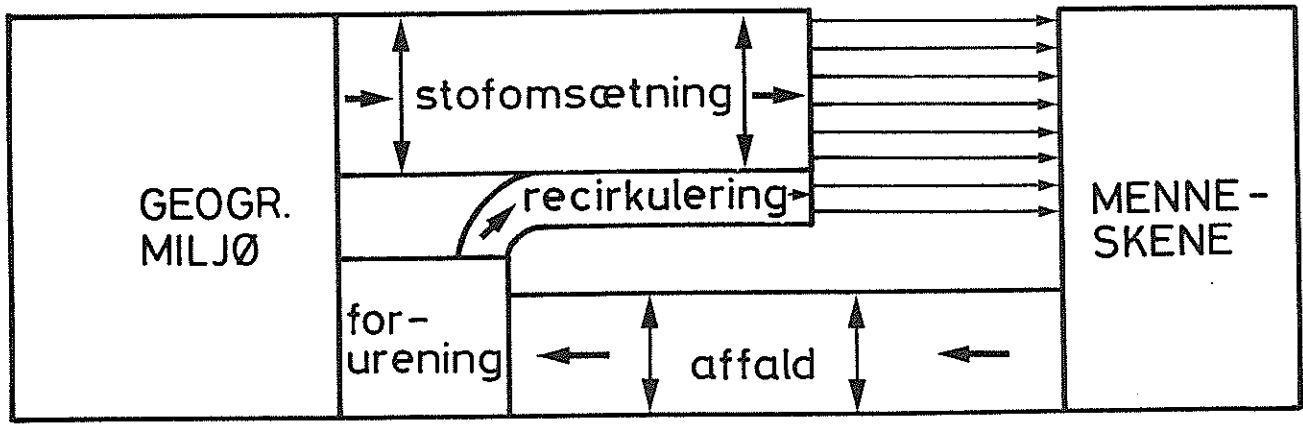 stofomsætning
recirkulering
GEOGR.
MILJØ
MENNE-
SKENE
for-
urening
affald